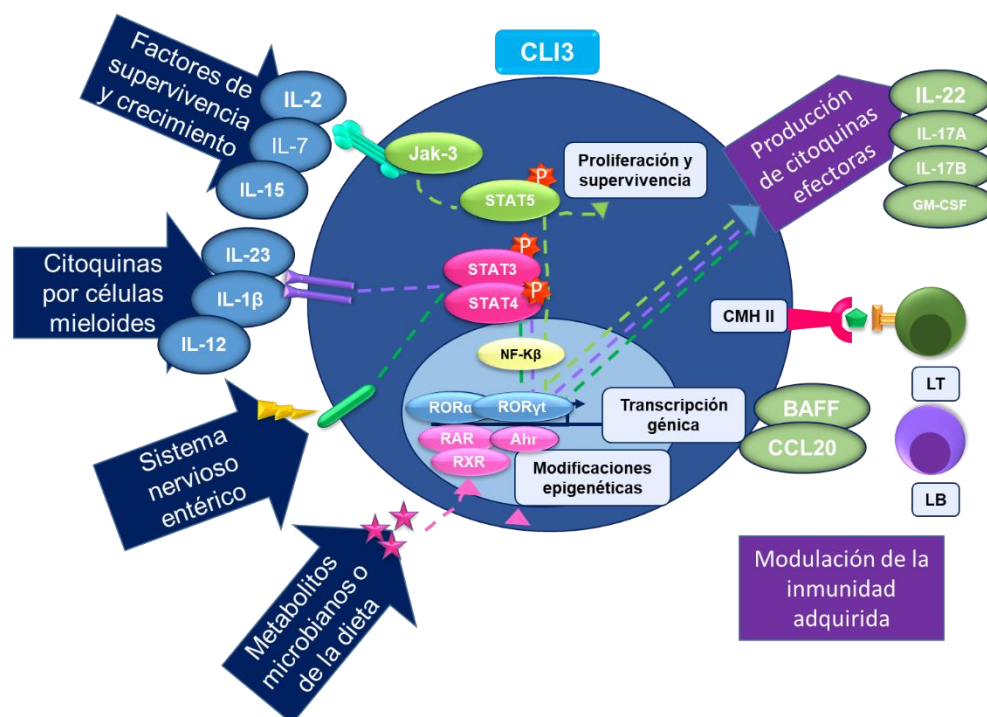 CLI3
Factores de
supervivencia
y crecimiento
IL-2
IL-7
IL-15
Jak-3
STAT5
P
Proliferación y
supervivencia
Producción
de citoquinas
efectoras
IL-22
IL-17A
IL-17B
GM-CSF
Citoquinas
por células
mieloides
IL-23
IL-1β
IL-12
P
STAT3
P
STAT4
NF-Kβ
CMH II
LT
RORα
RORγt
Transcripción
génica
RAR
Ahr
RXR
Modificaciones
epigenéticas
BAFF
CCL20
LB
Sistema
nervioso
entérico
Metabolitos
microbianos o
de la dieta
Modulación de la
inmunidad
adquirida